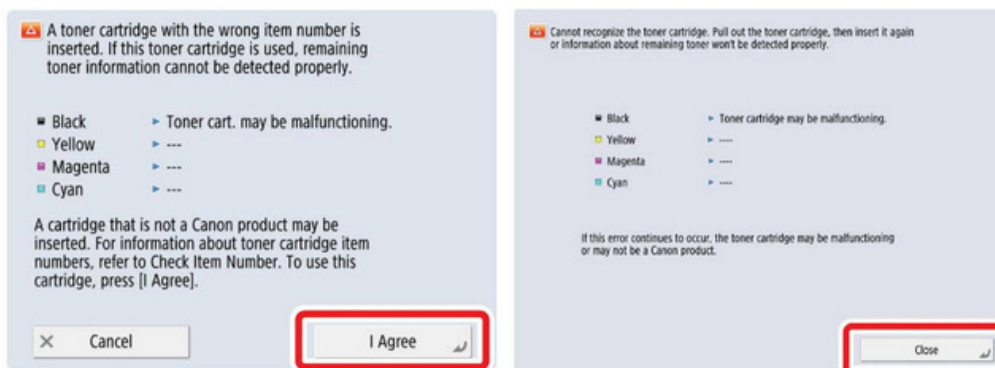 A toner cartridge with the wrong item number is
inserted. If this toner cartridge is used, remaining
toner information cannot be detected properly.
Black ▸ Toner cart. may be malfunctioning.
Yellow ▸ ---
Magenta ▸ ---
Cyan ▸ ---
A cartridge that is not a Canon product may be
inserted. For information about toner cartridge item
numbers, refer to Check Item Number. To use this
cartridge, press [I Agree].
Cancel
I Agree
Cannot recognize the toner cartridge. Pull out the toner cartridge, then insert it again
or information about remaining toner won't be detected properly.
Black ▸ Toner cartridge may be malfunctioning.
Yellow ▸ ----
Magenta ▸ ----
Cyan ▸ ----
If this error continues to occur, the toner cartridge may be malfunctioning
or may not be a Canon product.
Close